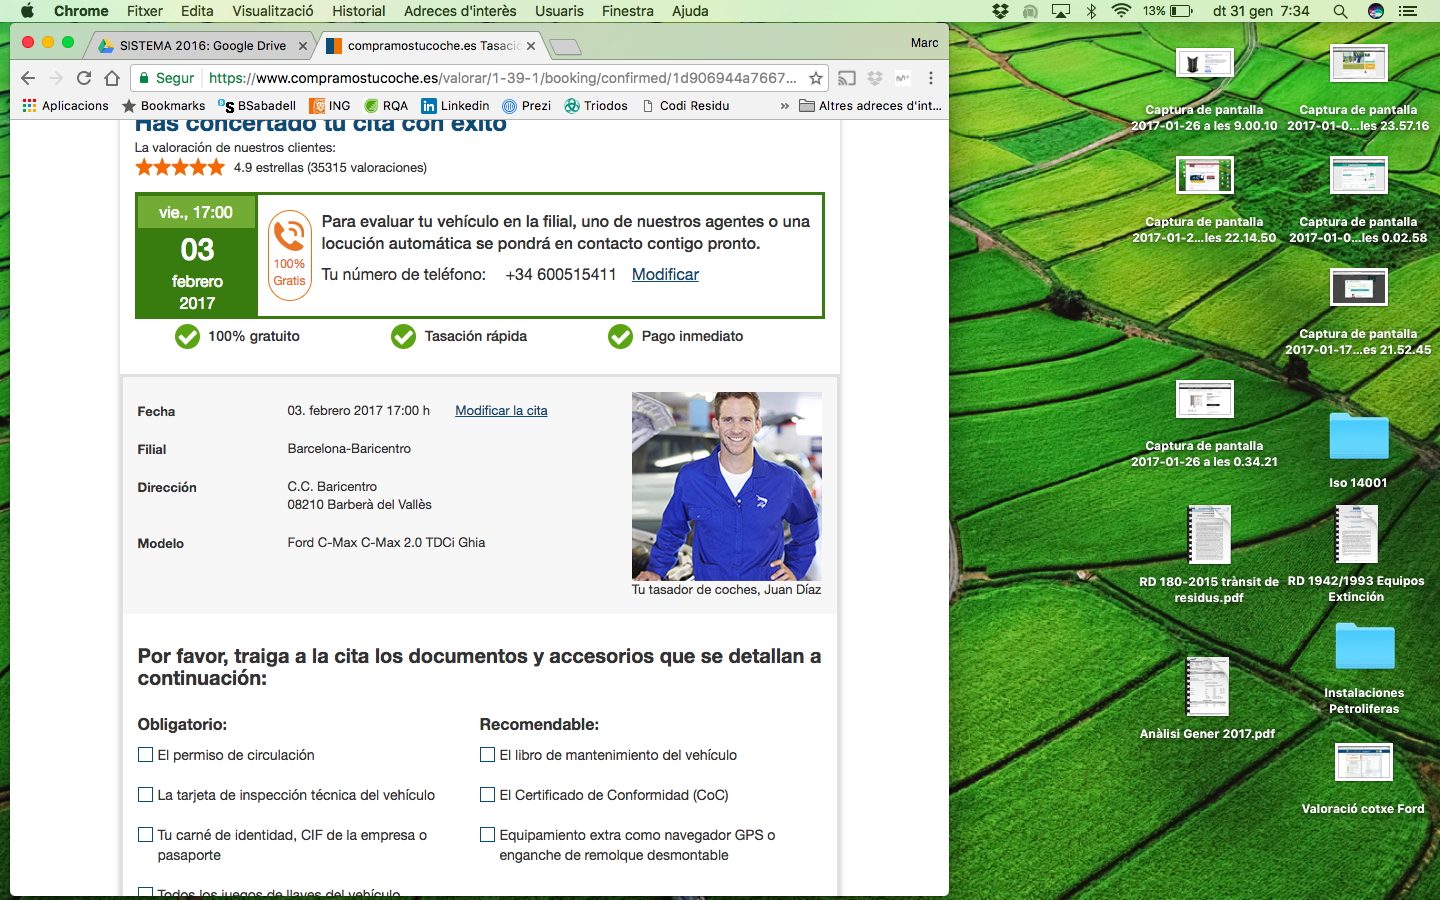 Chrome Fitxer Edita Visualització Historial Adreces d'interès Usuaris Finestra Ajuda 13% dt 31 gen 7:34
SISTEMA 2016: Google Drive compramostucoche.es Tasació Marc
Segur https://www.compramostucoche.es/valorar/1-39-1/booking/confirmed/1d906944a7667...
Aplicacions Bookmarks BSabadell ING RQA Linkedin Prezi Triodos Codi Residu » Altres adreces d'int...
Has concertado tu cita con éxito
La valoración de nuestros clientes:
4.9 estrellas (35315 valoraciones)
vie., 17:00
03
febrero
2017
100%
Gratis
Para evaluar tu vehículo en la filial, uno de nuestros agentes o una
locución automática se pondrá en contacto contigo pronto.
Tu número de teléfono: +34 600515411 Modificar
100% gratuito Tasación rápida Pago inmediato
Fecha 03. febrero 2017 17:00 h Modificar la cita
Filial Barcelona-Baricentro
Dirección C.C. Baricentro
08210 Barberà del Vallès
Modelo Ford C-Max C-Max 2.0 TDCi Ghia
Tu tasador de coches, Juan Díaz
Por favor, traiga a la cita los documentos y accesorios que se detallan a
continuación:
Obligatorio:
El permiso de circulación
La tarjeta de inspección técnica del vehículo
Tu carné de identidad, CIF de la empresa o
pasaporte
Todos los juegos de llaves del vehículo
Recomendable:
El libro de mantenimiento del vehículo
El Certificado de Conformidad (CoC)
Equipamiento extra como navegador GPS o
enganche de remolque desmontable
Captura de pantalla
2017-01-26 a les 9.00.10
Captura de pantalla
2017-01-0...les 23.57.16
Captura de pantalla
2017-01-2...les 22.14.50
Captura de pantalla
2017-01-0...les 0.02.58
Captura de pantalla
2017-01-17...es 21.52.45
Captura de pantalla
2017-01-26 a les 0.34.21
Iso 14001
RD 180-2015 trànsit de
residus.pdf
RD 1942/1993 Equipos
Extinción
Instalaciones
Petroliferas
Anàlisi Gener 2017.pdf
Valoració cotxe Ford